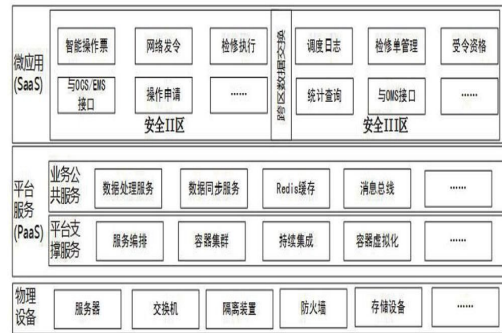 微应用
(SaaS)
智能操作票
网络发令
检修执行
与OCS/EMS
接口
操作申请
……
安全II区
跨区数据交换
调度日志
检修单管理
受令资格
统计查询
与OMS接口
……
安全III区
平台
服务
(PaaS)
业务公
共服务
数据处理服务
数据同步服务
Redis缓存
消息总线
……
平台支
撑服务
服务编排
容器集群
持续集成
容器虚拟化
……
物理
设备
服务器
交换机
隔离装置
防火墙
存储设备
……